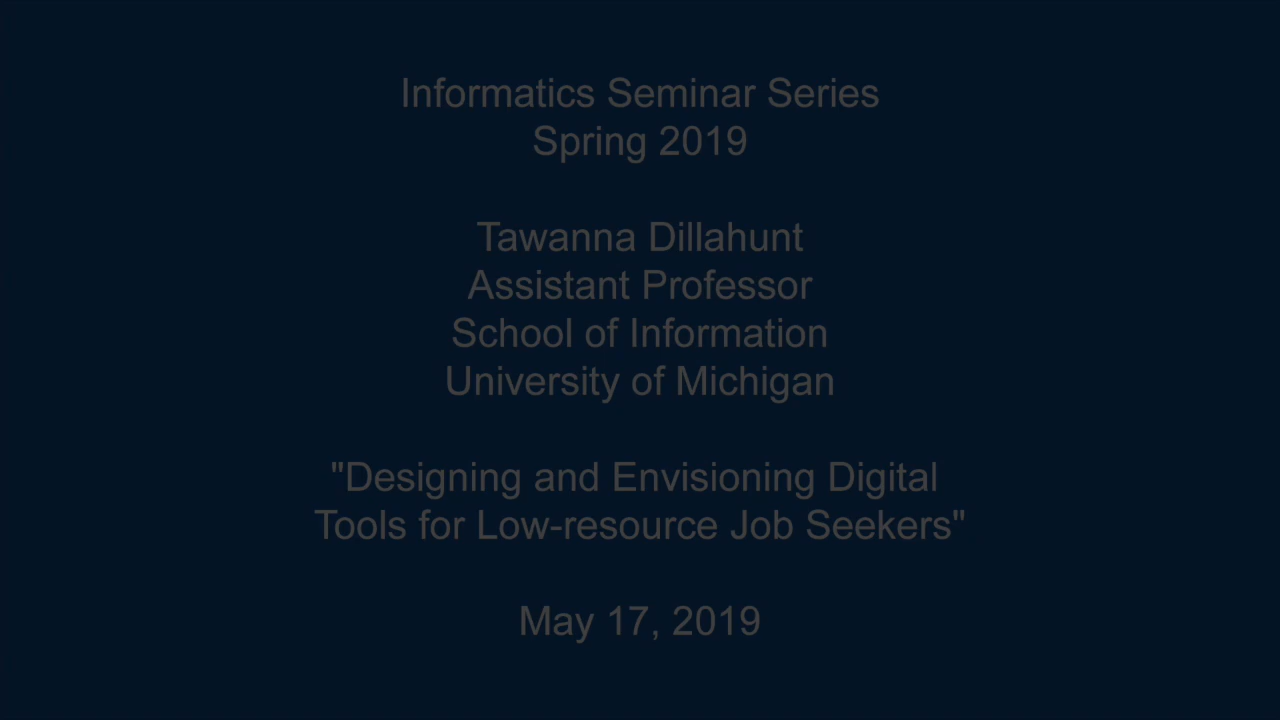 Informatics Seminar Series
Spring 2019
Tawanna Dillahunt
Assistant Professor
School of Information
University of Michigan
"Designing and Envisioning Digital
Tools for Low-resource Job Seekers"
May 17, 2019